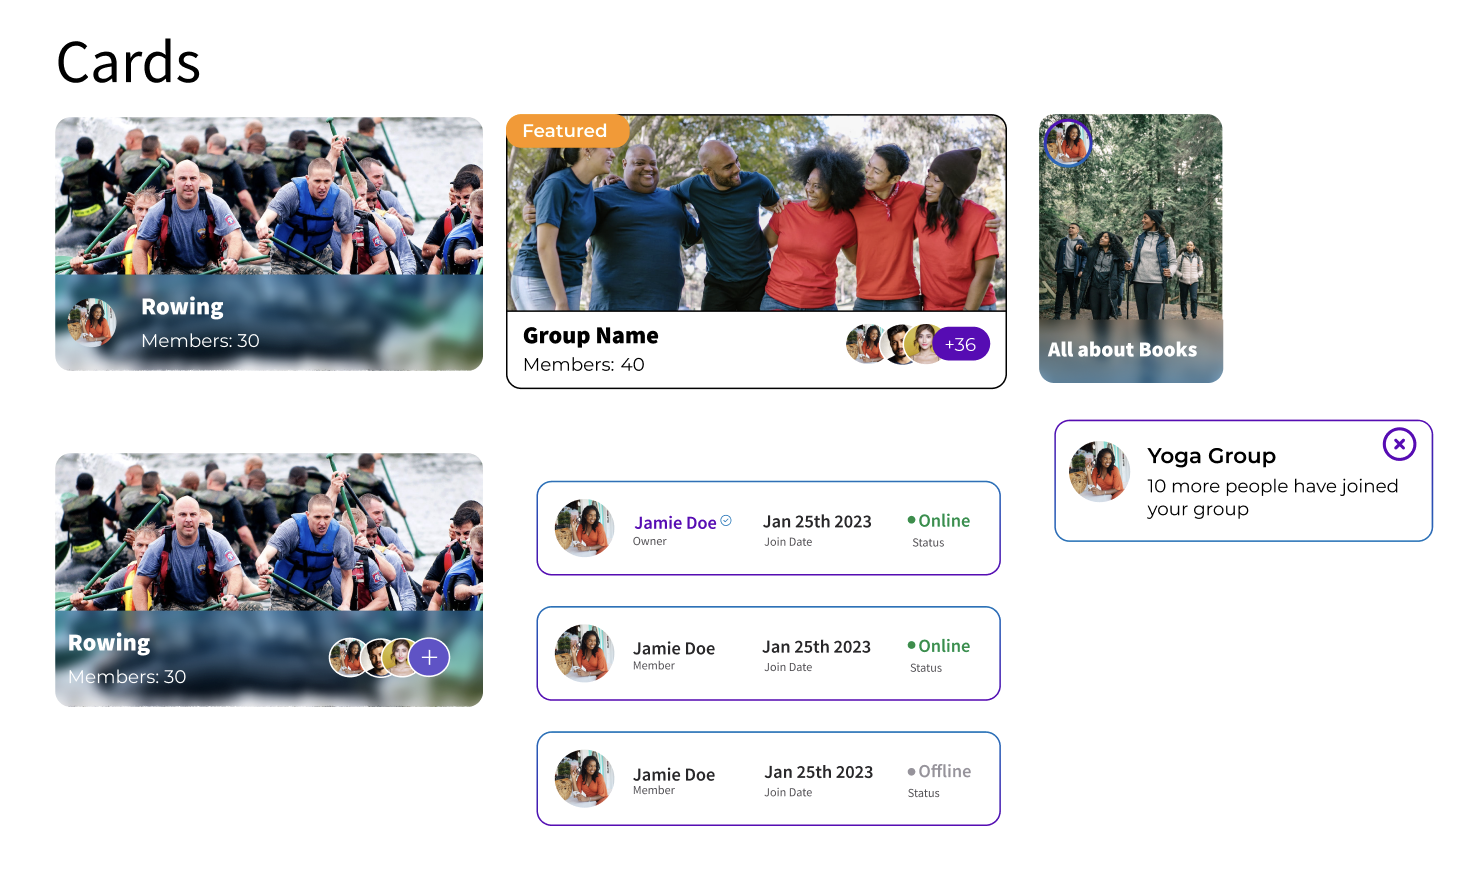 Cards
Rowing
Members: 30
Featured
Group Name
Members: 40
+36
All about Books
Rowing
Members: 30
Jamie Doe
Owner
Jan 25th 2023
Join Date
Online
Status
Jamie Doe
Member
Jan 25th 2023
Join Date
Online
Status
Jamie Doe
Member
Jan 25th 2023
Join Date
Offline
Status
Yoga Group
10 more people have joined
your group